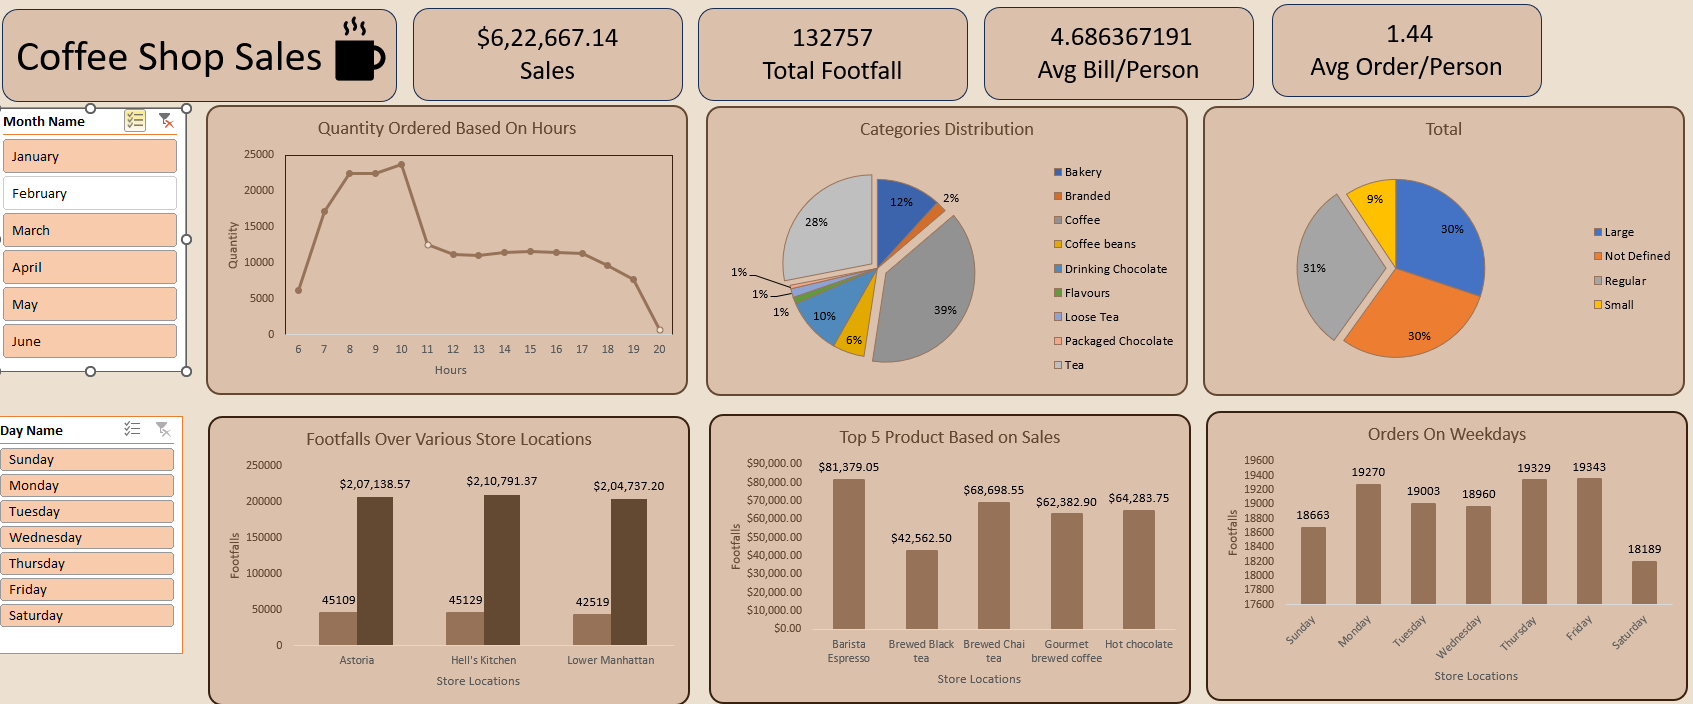 Coffee Shop Sales
$6,22,667.14
Sales
132757
Total Footfall
4.686367191
Avg Bill/Person
1.44
Avg Order/Person
Month Name
January
February
March
April
May
June
Quantity Ordered Based On Hours
25000
20000
15000
10000
5000
0
Quantity
6 7 8 9 10 11 12 13 14 15 16 17 18 19 20
Hours
Categories Distribution
12%
2%
39%
6%
10%
1%
1%
1%
28%
Bakery
Branded
Coffee
Coffee beans
Drinking Chocolate
Flavours
Loose Tea
Packaged Chocolate
Tea
Total
30%
30%
31%
9%
Large
Not Defined
Regular
Small
Day Name
Sunday
Monday
Tuesday
Wednesday
Thursday
Friday
Saturday
Footfalls Over Various Store Locations
250000
200000
150000
100000
50000
0
Footfalls
45109
$2,07,138.57
45129
$2,10,791.37
42519
$2,04,737.20
Astoria
Hell's Kitchen
Lower Manhattan
Store Locations
Top 5 Product Based on Sales
$90,000.00
$80,000.00
$70,000.00
$60,000.00
$50,000.00
$40,000.00
$30,000.00
$20,000.00
$10,000.00
$0.00
Footfalls
$81,379.05
$42,562.50
$68,698.55
$62,382.90
$64,283.75
Barista
Espresso
Brewed Black
tea
Brewed Chai
tea
Gourmet
brewed coffee
Hot chocolate
Store Locations
Orders On Weekdays
19600
19400
19200
19000
18800
18600
18400
18200
18000
17800
17600
Footfalls
18663
19270
19003
18960
19329
19343
18189
Sunday
Monday
Tuesday
Wednesday
Thursday
Friday
Saturday
Store Locations